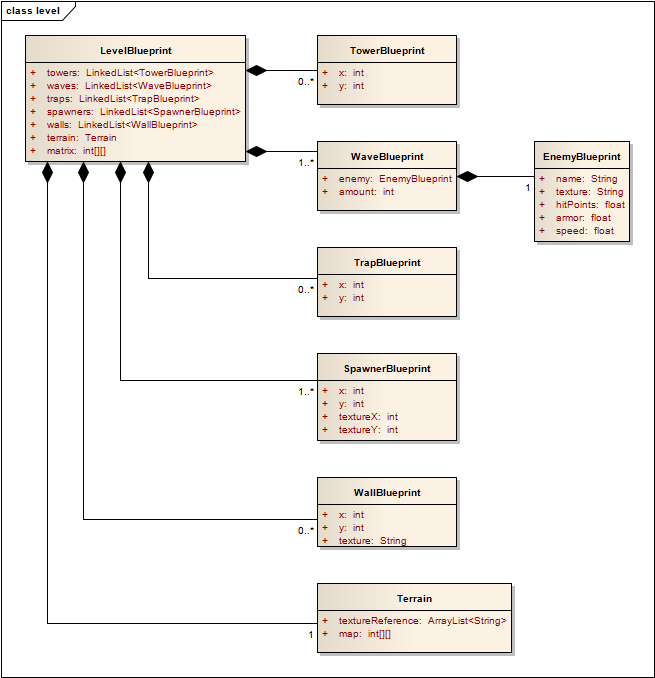 class level
LevelBlueprint
+ towers: LinkedList<TowerBlueprint>
+ waves: LinkedList<WaveBlueprint>
+ traps: LinkedList<TrapBlueprint>
+ spawners: LinkedList<SpawnerBlueprint>
+ walls: LinkedList<WallBlueprint>
+ terrain: Terrain
+ matrix: int[][]
TowerBlueprint
+ x: int
+ y: int
0..*
WaveBlueprint
+ enemy: EnemyBlueprint
+ amount: int
1..*
EnemyBlueprint
+ name: String
+ texture: String
+ hitPoints: float
+ armor: float
+ speed: float
1
TrapBlueprint
+ x: int
+ y: int
0..*
SpawnerBlueprint
+ x: int
+ y: int
+ textureX: int
+ textureY: int
1..*
WallBlueprint
+ x: int
+ y: int
+ texture: String
0..*
Terrain
+ textureReference: ArrayList<String>
+ map: int[][]
1